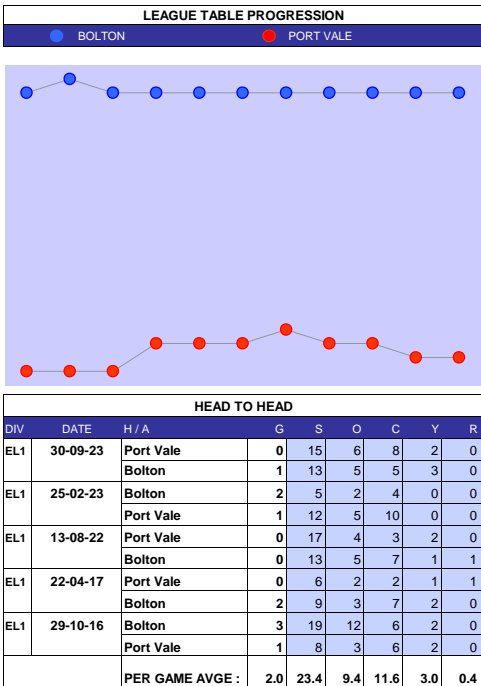 LEAGUE TABLE PROGRESSION
BOLTON PORT VALE
HEAD TO HEAD
DIV DATE H / A G S O C Y R
EL1 30-09-23 Port Vale 0 15 6 8 2 0
Bolton 1 13 5 5 3 0
EL1 25-02-23 Bolton 2 5 2 4 0 0
Port Vale 1 12 5 10 0 0
EL1 13-08-22 Port Vale 0 17 4 3 2 0
Bolton 0 13 5 7 1 1
EL1 22-04-17 Port Vale 0 6 2 2 1 1
Bolton 2 9 3 7 2 0
EL1 29-10-16 Bolton 3 19 12 6 2 0
Port Vale 1 8 3 6 2 0
PER GAME AVGE : 2.0 23.4 9.4 11.6 3.0 0.4